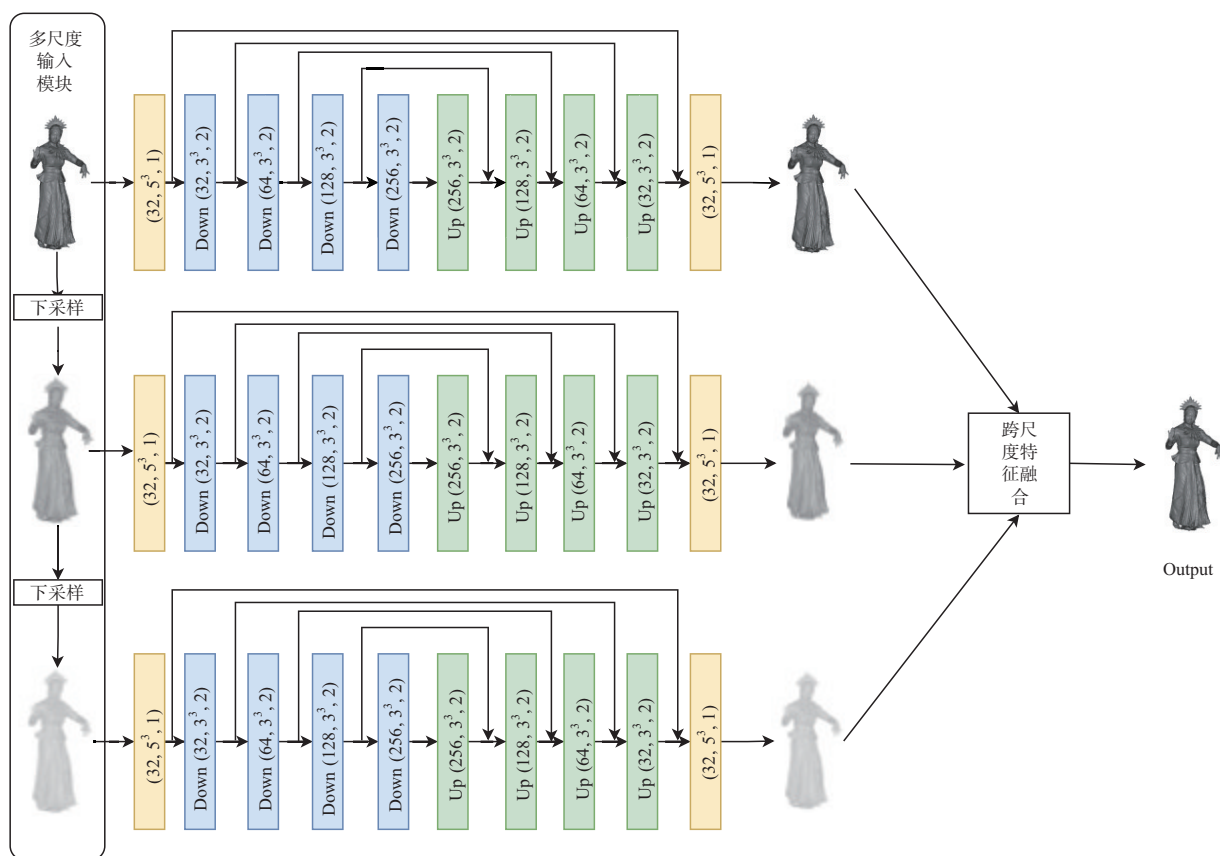 多尺度
输入
模块
(32, 5³, 1)
Down (32, 3³, 2)
Down (64, 3³, 2)
Down (128, 3³, 2)
Down (256, 3³, 2)
Up (256, 3³, 2)
Up (128, 3³, 2)
Up (64, 3³, 2)
Up (32, 3³, 2)
(32, 5³, 1)
下采样
(32, 5³, 1)
Down (32, 3³, 2)
Down (64, 3³, 2)
Down (128, 3³, 2)
Down (256, 3³, 2)
Up (256, 3³, 2)
Up (128, 3³, 2)
Up (64, 3³, 2)
Up (32, 3³, 2)
(32, 5³, 1)
下采样
(32, 5³, 1)
Down (32, 3³, 2)
Down (64, 3³, 2)
Down (128, 3³, 2)
Down (256, 3³, 2)
Up (256, 3³, 2)
Up (128, 3³, 2)
Up (64, 3³, 2)
Up (32, 3³, 2)
(32, 5³, 1)
跨尺
度特
征融
合
Output